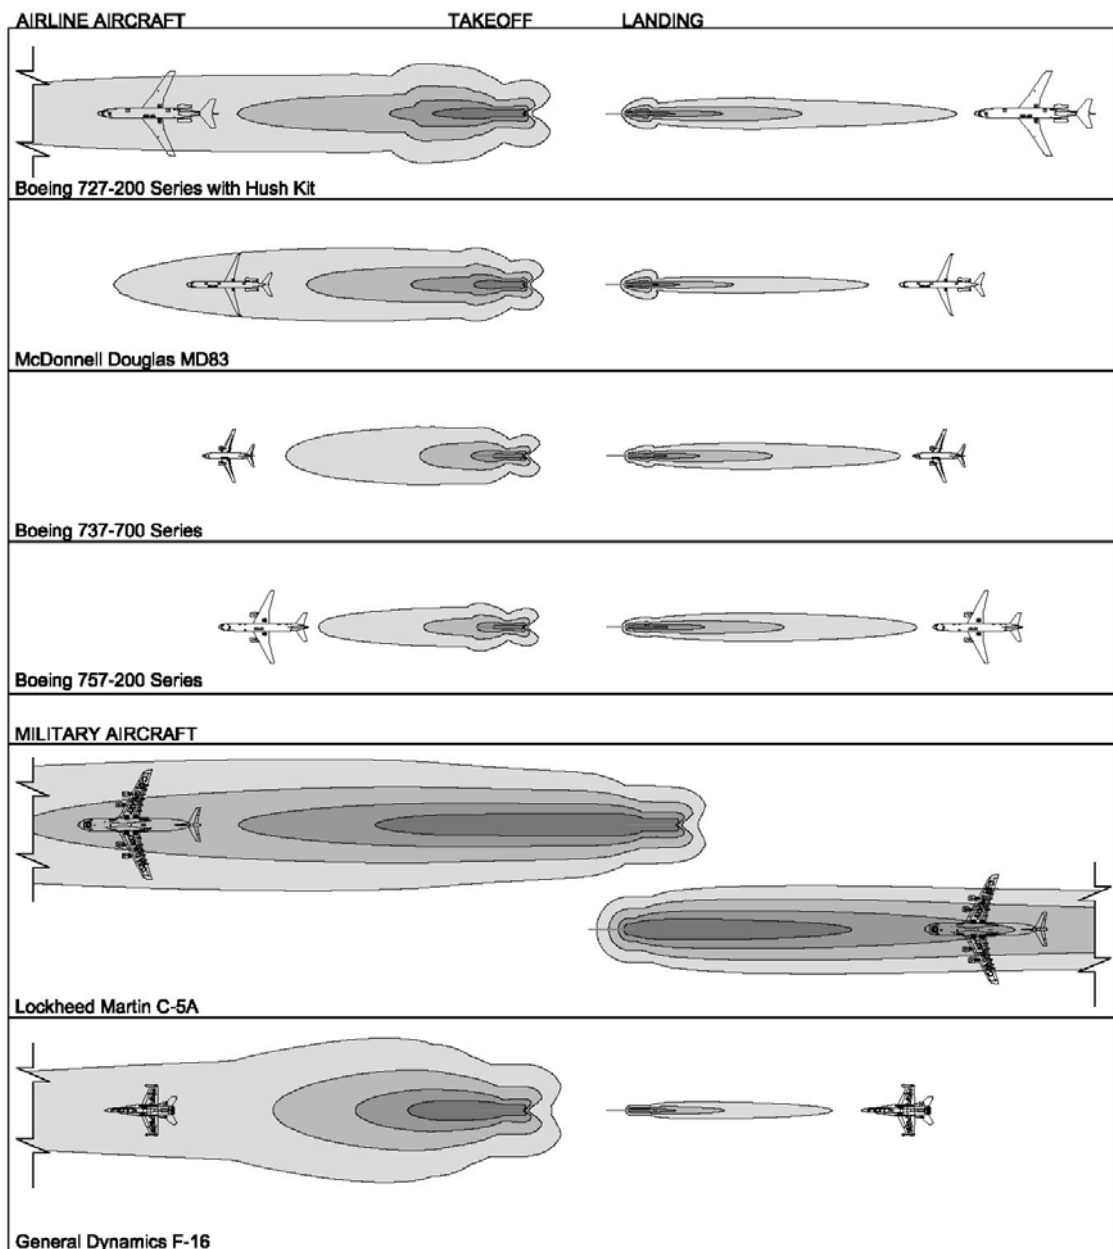 AIRLINE AIRCRAFT TAKEOFF LANDING
Boeing 727-200 Series with Hush Kit
McDonnell Douglas MD83
Boeing 737-700 Series
Boeing 757-200 Series
MILITARY AIRCRAFT
Lockheed Martin C-5A
General Dynamics F-16